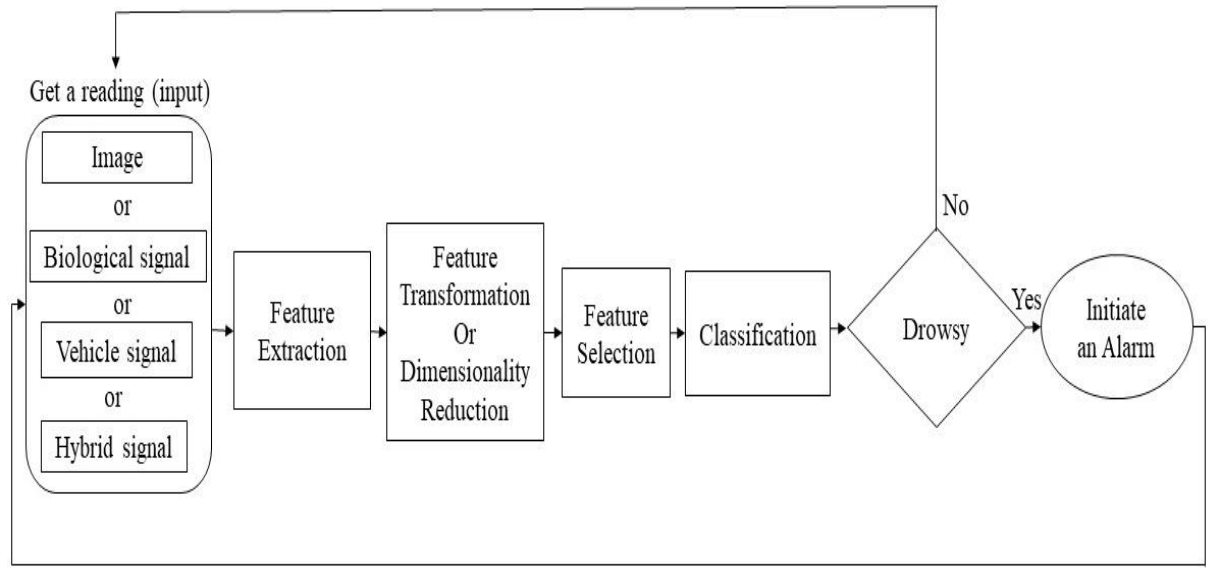 Get a reading (input)
Image
or
Biological signal
or
Vehicle signal
or
Hybrid signal
Feature
Extraction
Feature
Transformation
Or
Dimensionality
Reduction
Feature
Selection
Classification
Drowsy
No
Yes
Initiate
an Alarm